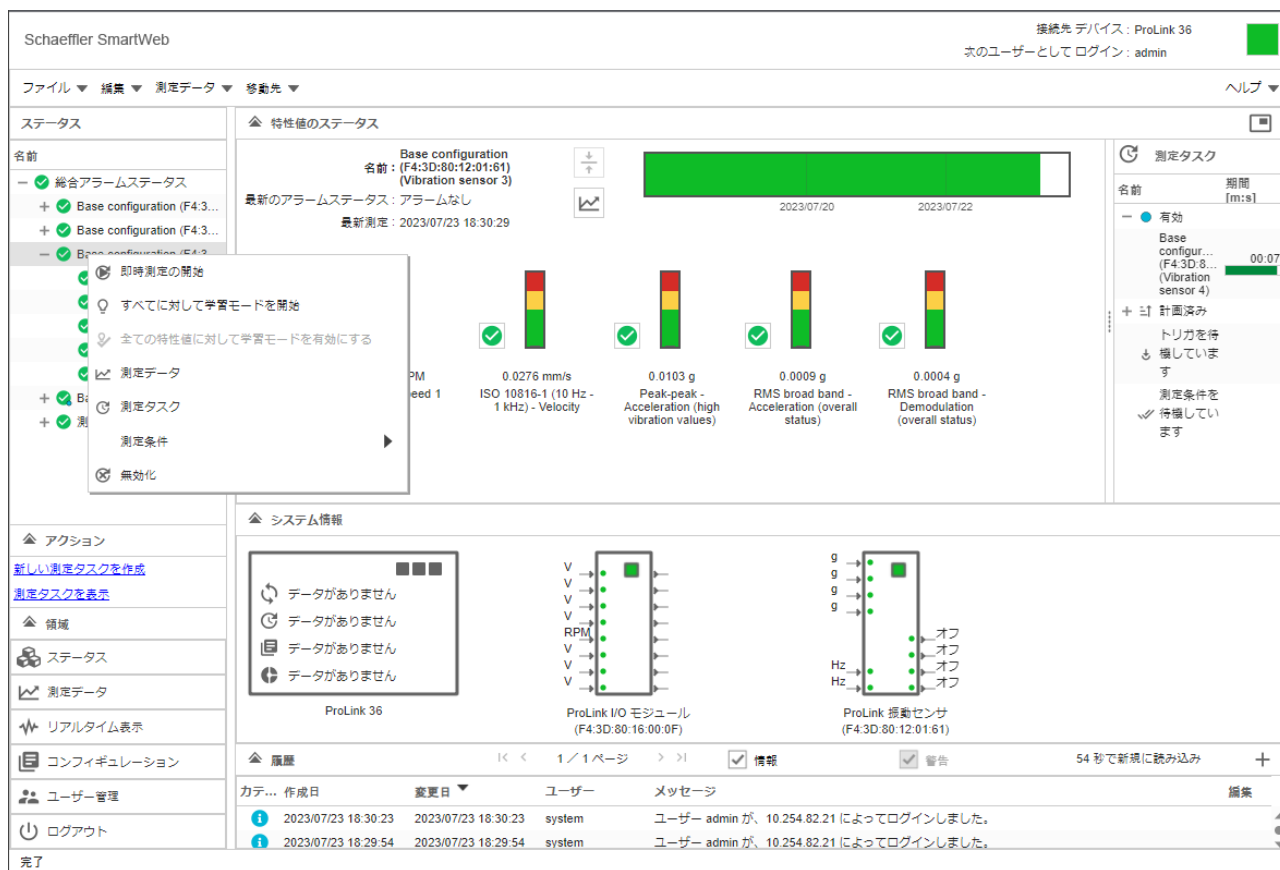 Schaeffler SmartWeb
接続先 デバイス : ProLink 36
次のユーザーとして ログイン : admin
ファイル 編集 測定データ 移動先 ヘルプ
ステータス
名前
総合アラームステータス
Base configuration (F4:3...
Base configuration (F4:3...
Base configuration (F4:3...
即時測定の開始
すべてに対して学習モードを開始
全ての特性値に対して学習モードを有効にする
測定データ
測定タスク
測定条件
無効化
特性値のステータス
名前 : Base configuration
(F4:3D:80:12:01:61)
(Vibration sensor 3)
最新のアラームステータス : アラームなし
最新測定 : 2023/07/23 18:30:29
2023/07/20 2023/07/22
0.0276 mm/s
ISO 10816-1 (10 Hz -
1 kHz) - Velocity
0.0103 g
Peak-peak -
Acceleration (high
vibration values)
0.0009 g
RMS broad band -
Acceleration (overall
status)
0.0004 g
RMS broad band -
Demodulation
(overall status)
測定タスク
名前 期間
[m:s]
有効
Base
configur...
(F4:3D:8...
(Vibration
sensor 4)
00:07
計画済み
トリガを待
機していま
す
測定条件を
待機してい
ます
アクション
新しい測定タスクを作成
測定タスクを表示
領域
ステータス
測定データ
リアルタイム表示
コンフィギュレーション
ユーザー管理
ログアウト
システム情報
データがありません
データがありません
データがありません
データがありません
ProLink 36
V
V
V
V
RPM
V
V
V
ProLink I/O モジュール
(F4:3D:80:16:00:0F)
g
g
g
g
Hz
Hz
オフ
オフ
オフ
オフ
ProLink 振動センサ
(F4:3D:80:12:01:61)
履歴 1 / 1 ページ 情報 警告 54 秒で新規に読み込み
カテ... 作成日 変更日 ユーザー メッセージ 編集
2023/07/23 18:30:23 2023/07/23 18:30:23 system ユーザー admin が、10.254.82.21 によってログインしました。
2023/07/23 18:29:54 2023/07/23 18:29:54 system ユーザー admin が、10.254.82.21 によってログインしました。
完了